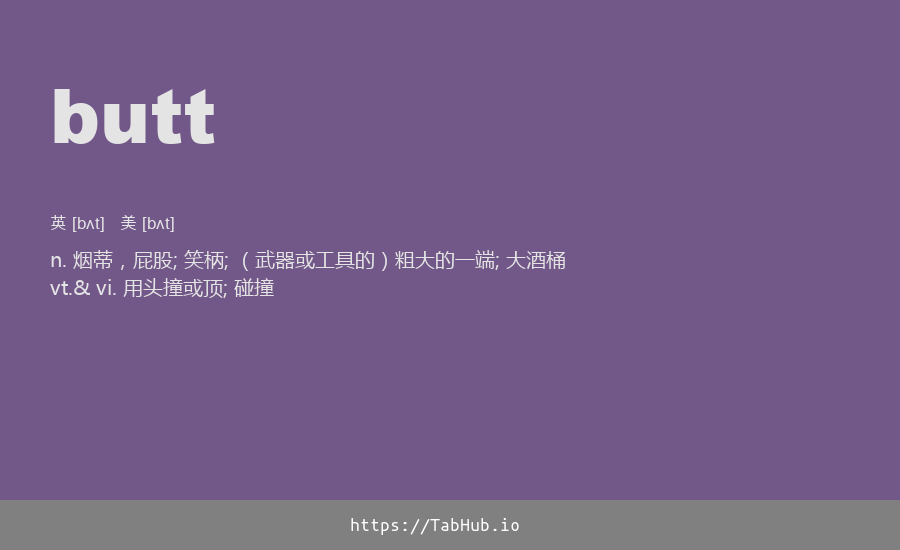 butt
英 [bʌt] 美 [bʌt]
n. 烟蒂，屁股; 笑柄; （武器或工具的）粗大的一端; 大酒桶
vt.& vi. 用头撞或顶; 碰撞
https://TabHub.io